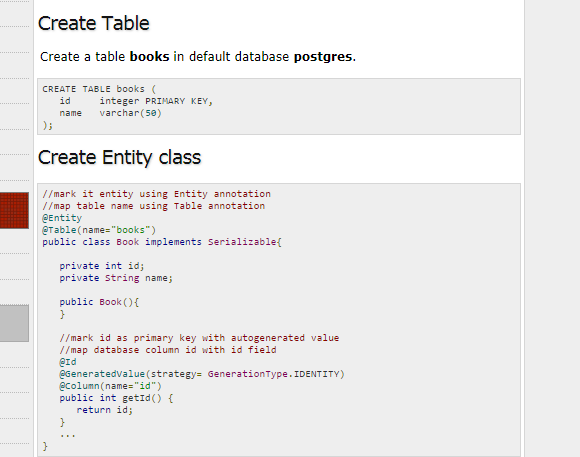 Create Table
Create a table books in default database postgres.
CREATE TABLE books (
   id     integer PRIMARY KEY,
   name   varchar(50)
);
Create Entity class
//mark it entity using Entity annotation
//map table name using Table annotation
@Entity
@Table(name="books")
public class Book implements Serializable{
   private int id;
   private String name;
   public Book(){
   }
   //mark id as primary key with autogenerated value
   //map database column id with id field
   @Id
   @GeneratedValue(strategy= GenerationType.IDENTITY)
   @Column(name="id")
   public int getId() {
      return id;
   }
   ...
}